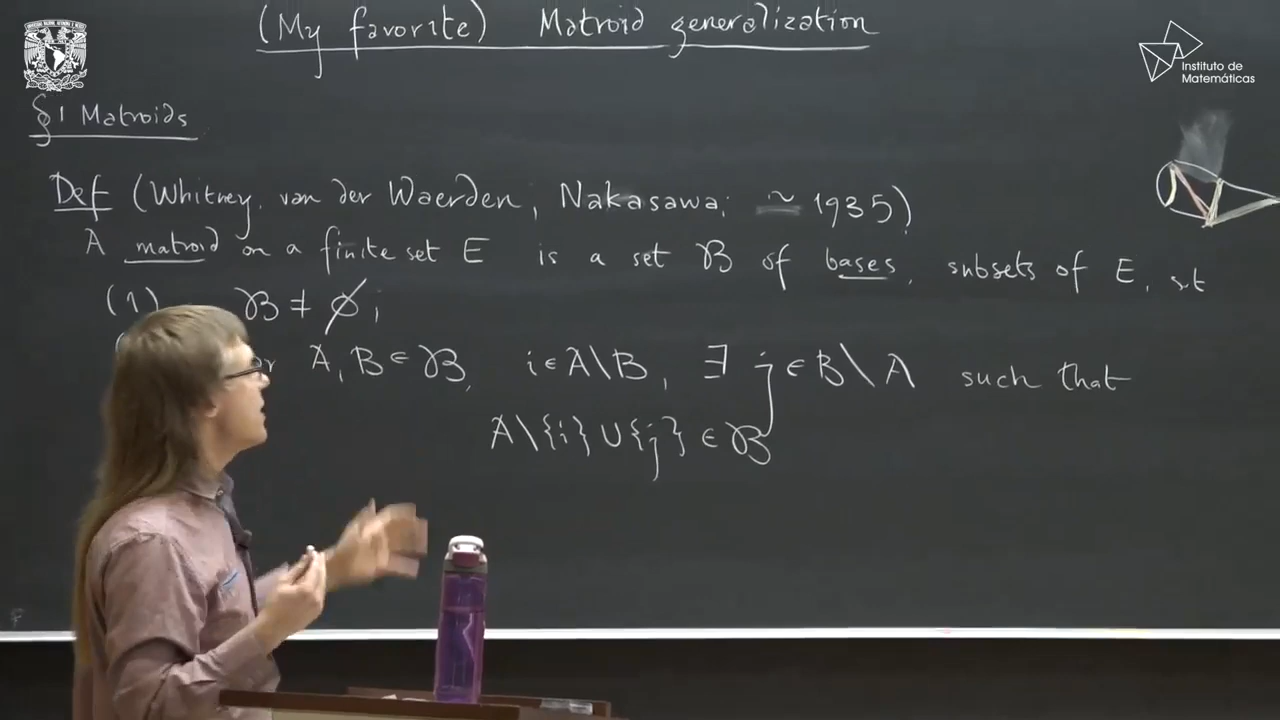 (My favorite) Matroid generalization
Instituto de
Matemáticas
§1 Matroids
Def (Whitney, van der Waerden, Nakasawa; ~ 1935)
A matroid on a finite set E is a set ℬ of bases, subsets of E, st
(1) ℬ ≠ ∅;
A, B ∈ ℬ, i ∈ A\B, ∃ j ∈ B\A such that
A\{i} ∪ {j} ∈ ℬ